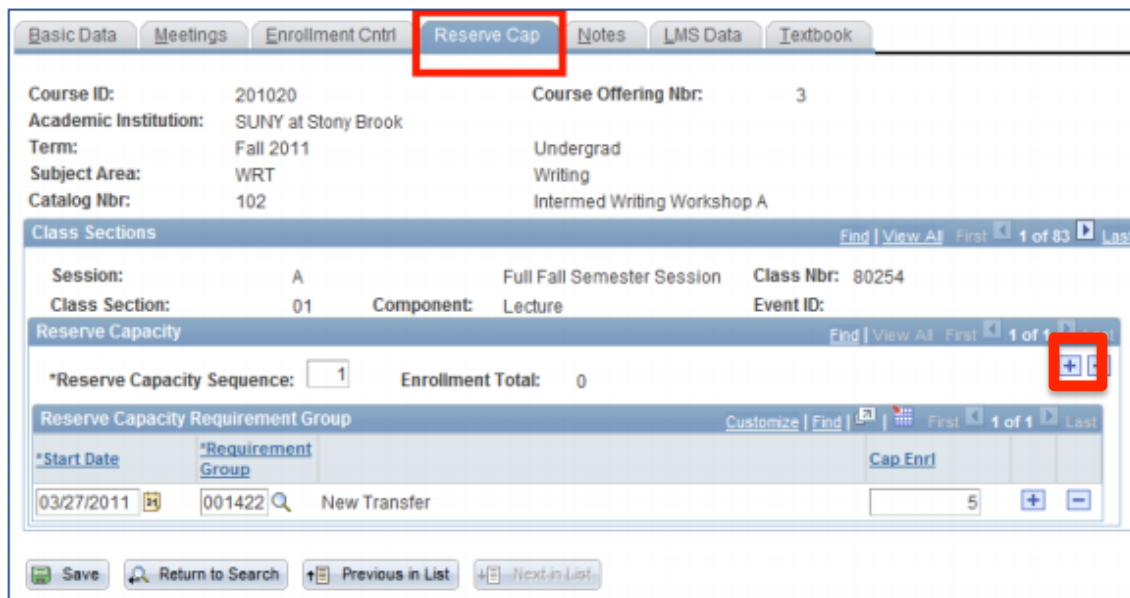 Basic Data Meetings Enrollment Cntrl Reserve Cap Notes LMS Data Textbook
Course ID: 201020 Course Offering Nbr: 3
Academic Institution: SUNY at Stony Brook
Term: Fall 2011 Undergrad
Subject Area: WRT Writing
Catalog Nbr: 102 Intermed Writing Workshop A
Class Sections Find | View All First 1 of 83 Last
Session: A Full Fall Semester Session Class Nbr: 80254
Class Section: 01 Component: Lecture Event ID:
Reserve Capacity Find | View All First 1 of 1 Last
*Reserve Capacity Sequence: 1 Enrollment Total: 0
Reserve Capacity Requirement Group Customize | Find | | First 1 of 1 Last
*Start Date *Requirement Group Cap Enrl
03/27/2011 001422 New Transfer 5
Save Return to Search Previous in List Next in List